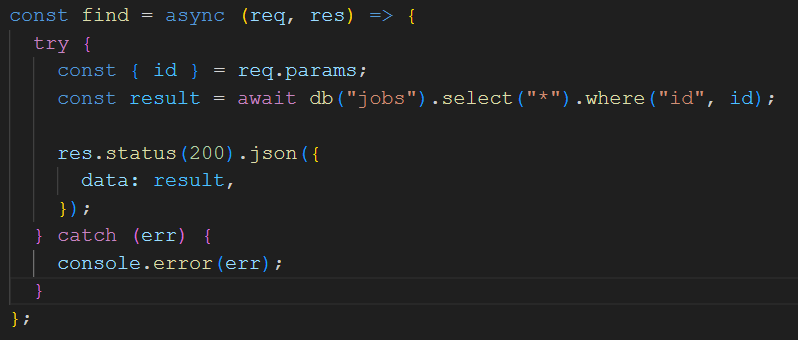 const find = async (req, res) => {
  try {
    const { id } = req.params;
    const result = await db("jobs").select("*").where("id", id);

    res.status(200).json({
      data: result,
    });
  } catch (err) {
    console.error(err);
  }
};